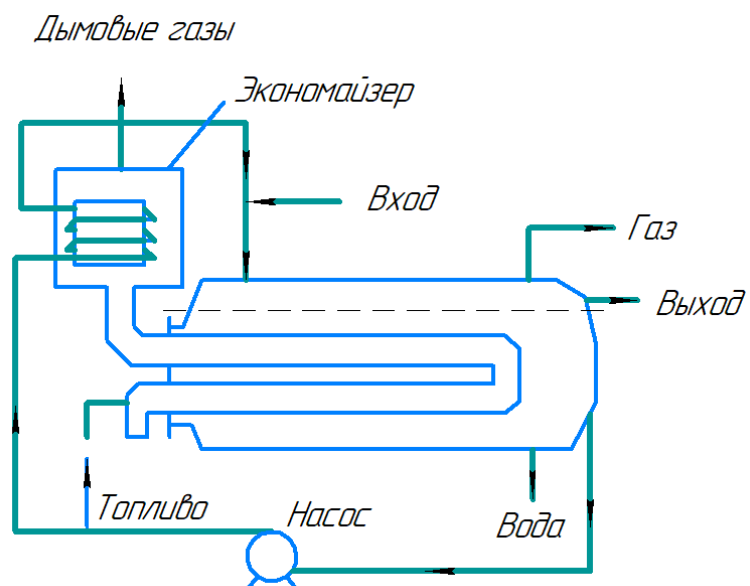 Дымовые газы
Экономайзер
Вход
Газ
Выход
Топливо
Насос
Вода